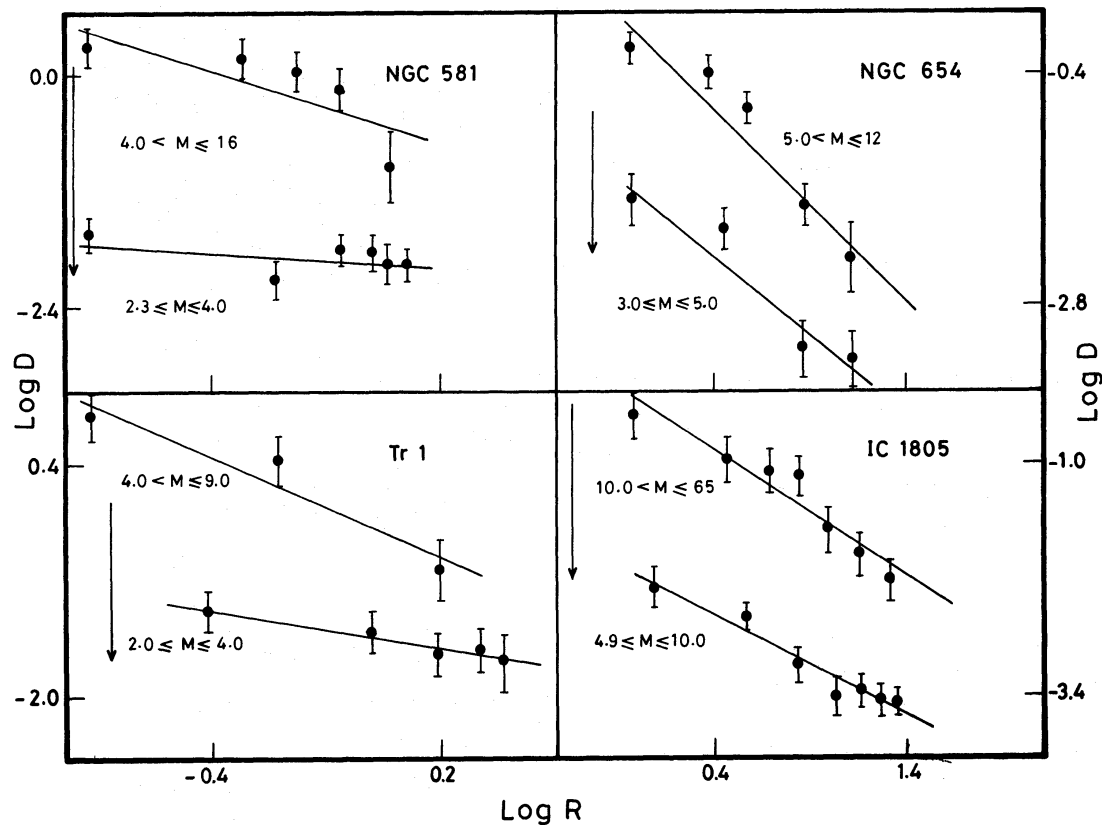 NGC 581
0.0
4.0 < M ⩽ 16
2.3 ⩽ M ⩽ 4.0
-2.4
NGC 654
-0.4
5.0 < M ⩽ 12
3.0 ⩽ M ⩽ 5.0
-2.8
Log D
Log D
Tr 1
0.4
4.0 < M ⩽ 9.0
2.0 ⩽ M ⩽ 4.0
-2.0
IC 1805
-1.0
10.0 < M ⩽ 65
4.9 ⩽ M ⩽ 10.0
-3.4
-0.4 0.2 0.4 1.4
Log R